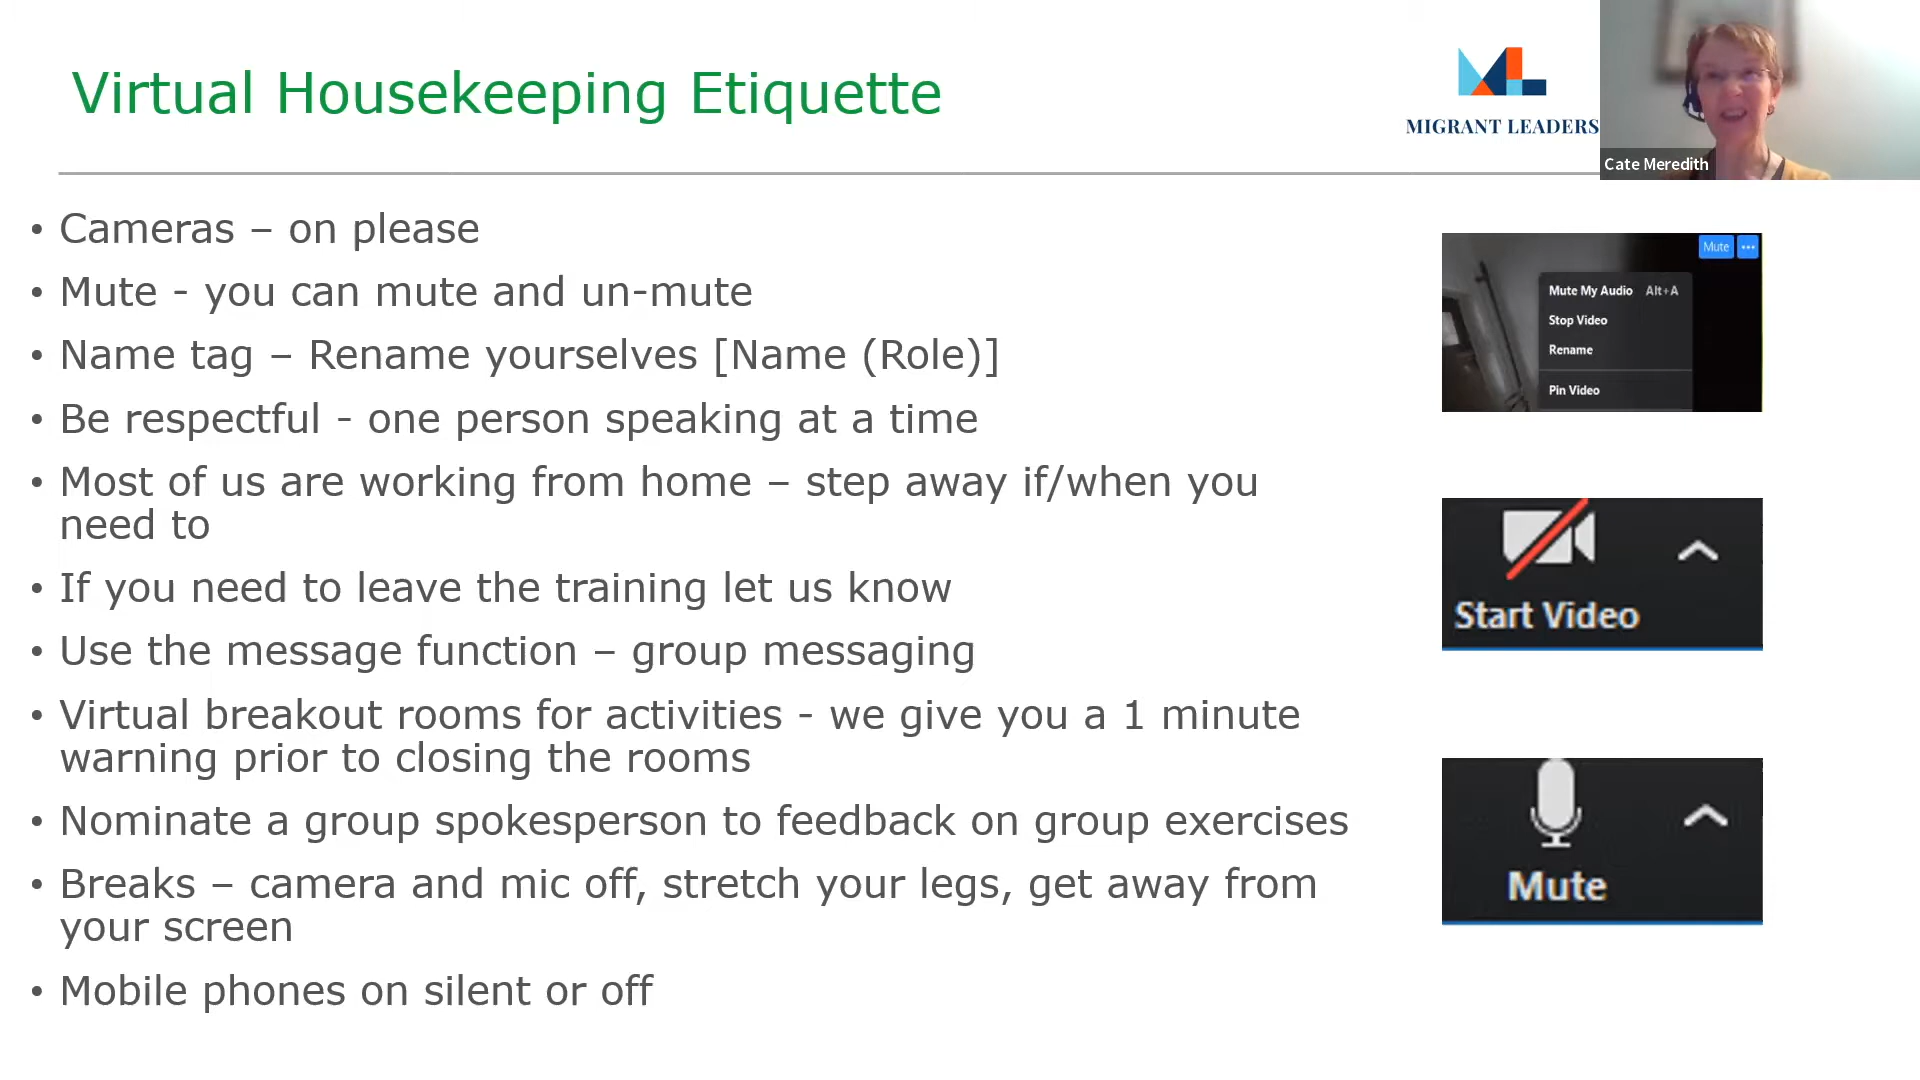 Virtual Housekeeping Etiquette
MIGRANT LEADERS
Cate Meredith
• Cameras – on please
• Mute - you can mute and un-mute
• Name tag – Rename yourselves [Name (Role)]
• Be respectful - one person speaking at a time
• Most of us are working from home – step away if/when you
need to
• If you need to leave the training let us know
• Use the message function – group messaging
• Virtual breakout rooms for activities - we give you a 1 minute
warning prior to closing the rooms
• Nominate a group spokesperson to feedback on group exercises
• Breaks – camera and mic off, stretch your legs, get away from
your screen
• Mobile phones on silent or off
Mute ...
Mute My Audio Alt+A
Stop Video
Rename
Pin Video
Start Video
Mute